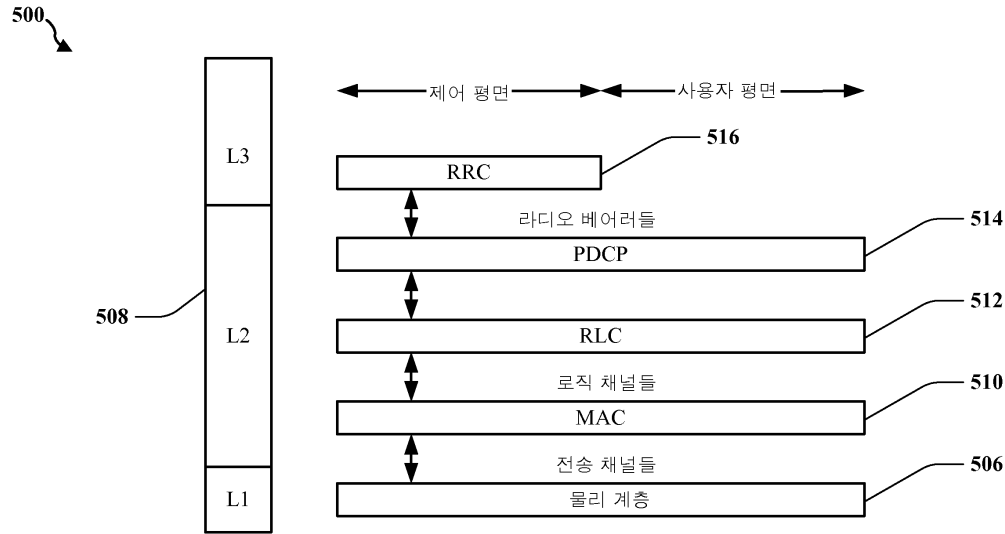 500
제어 평면
사용자 평면
516
L3
RRC
라디오 베어러들
514
PDCP
508
512
L2
RLC
로직 채널들
510
MAC
전송 채널들
506
L1
물리 계층